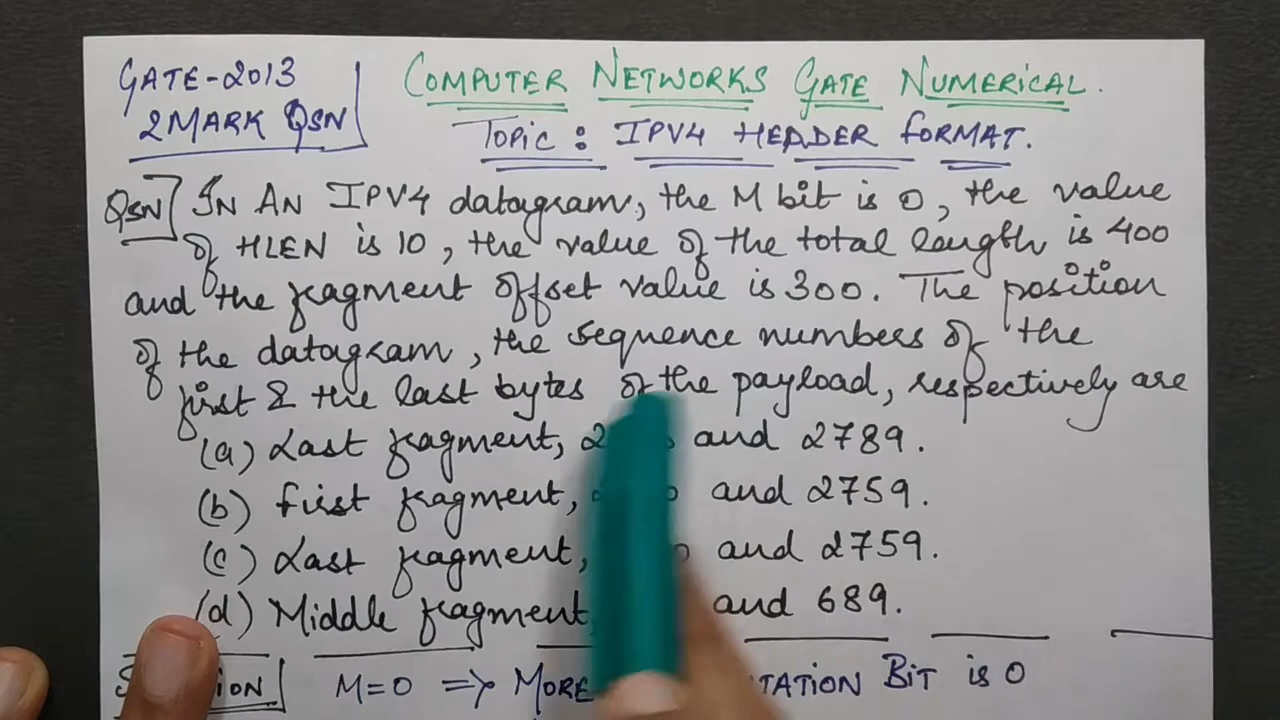 GATE-2013
2 MARK QSN
COMPUTER NETWORKS GATE NUMERICAL.
TOPIC : IPV4 HEADER FORMAT.
QSN] IN AN IPV4 datagram, the M bit is 0, the value
of HLEN is 10, the value of the total length is 400
and the fragment offset value is 300. The position
of the datagram, the sequence numbers of the
first & the last bytes of the payload, respectively are
(a) Last fragment, and 2789.
(b) First fragment, and 2759.
(c) Last fragment, and 2759.
(d) Middle fragment, and 689.
M=0 => MORE BIT is 0